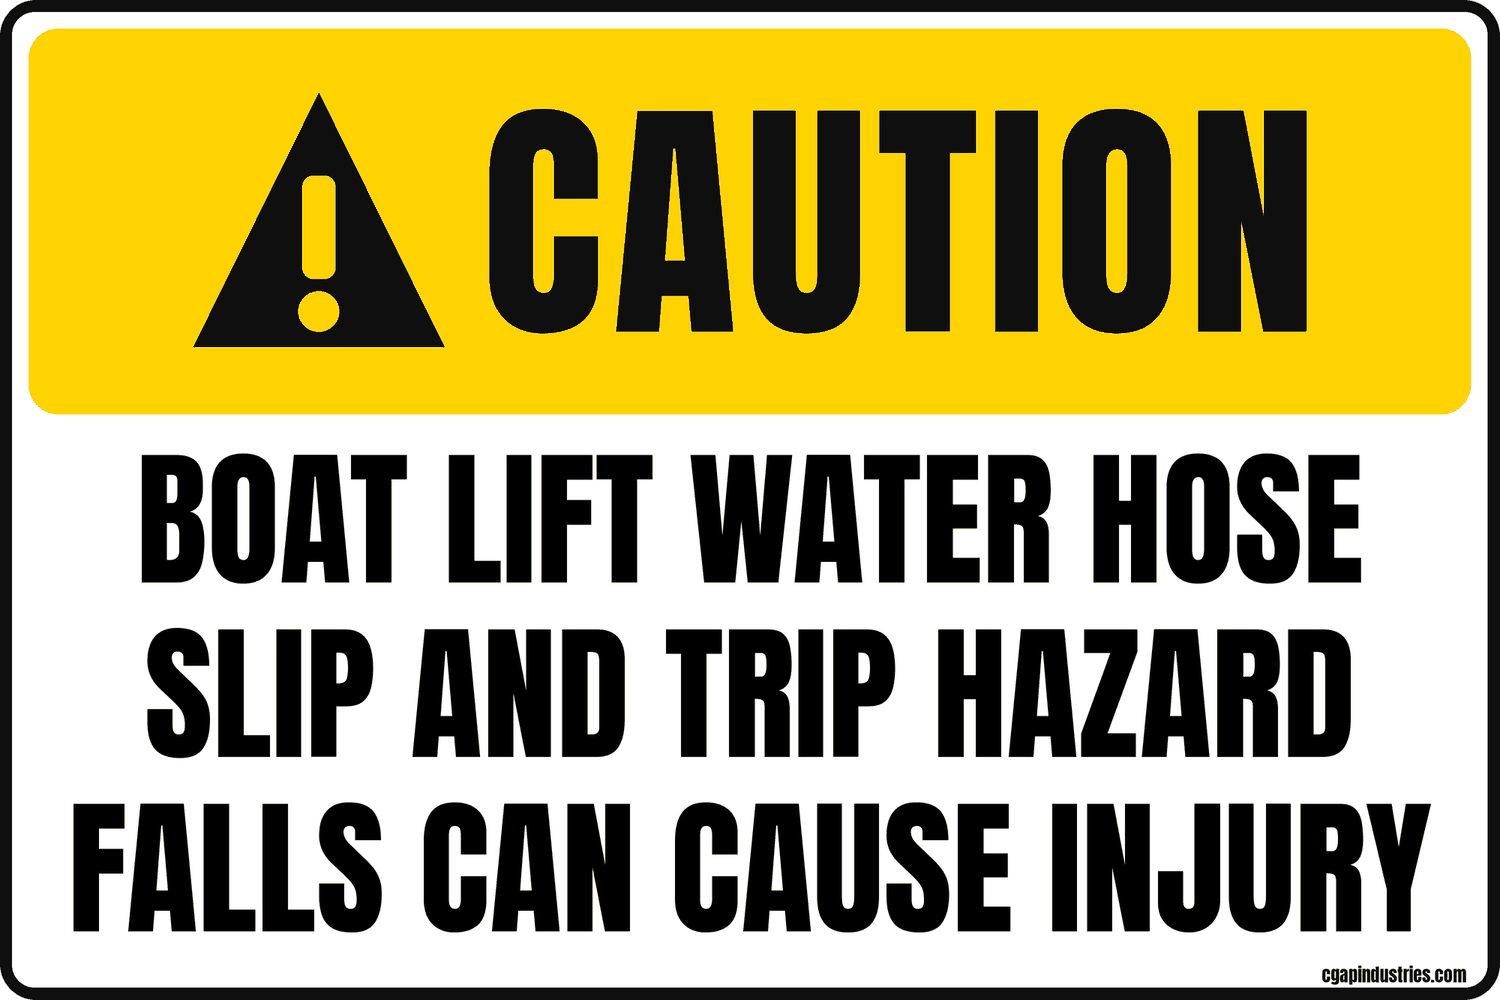 CAUTION
BOAT LIFT WATER HOSE
SLIP AND TRIP HAZARD
FALLS CAN CAUSE INJURY
cgapindustries.com